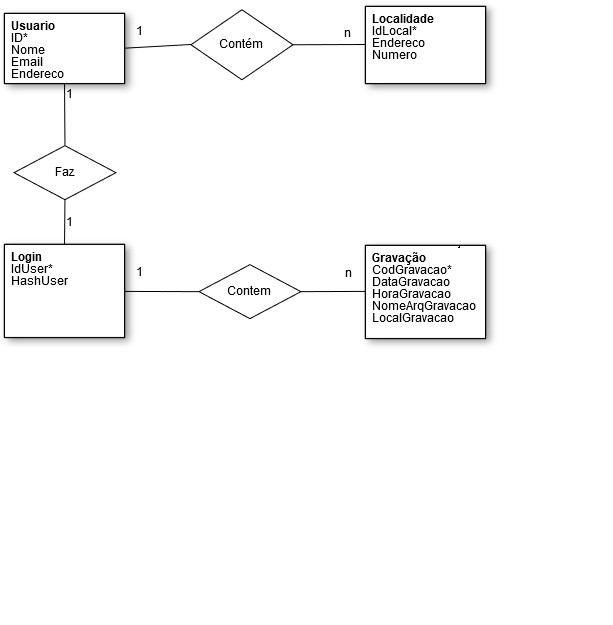 Usuario
ID*
Nome
Email
Endereco
1
Contém
n
Localidade
IdLocal*
Endereco
Numero
1
Faz
1
Login
IdUser*
HashUser
1
Contem
n
Gravação
CodGravacao*
DataGravacao
HoraGravacao
NomeArqGravacao
LocalGravacao